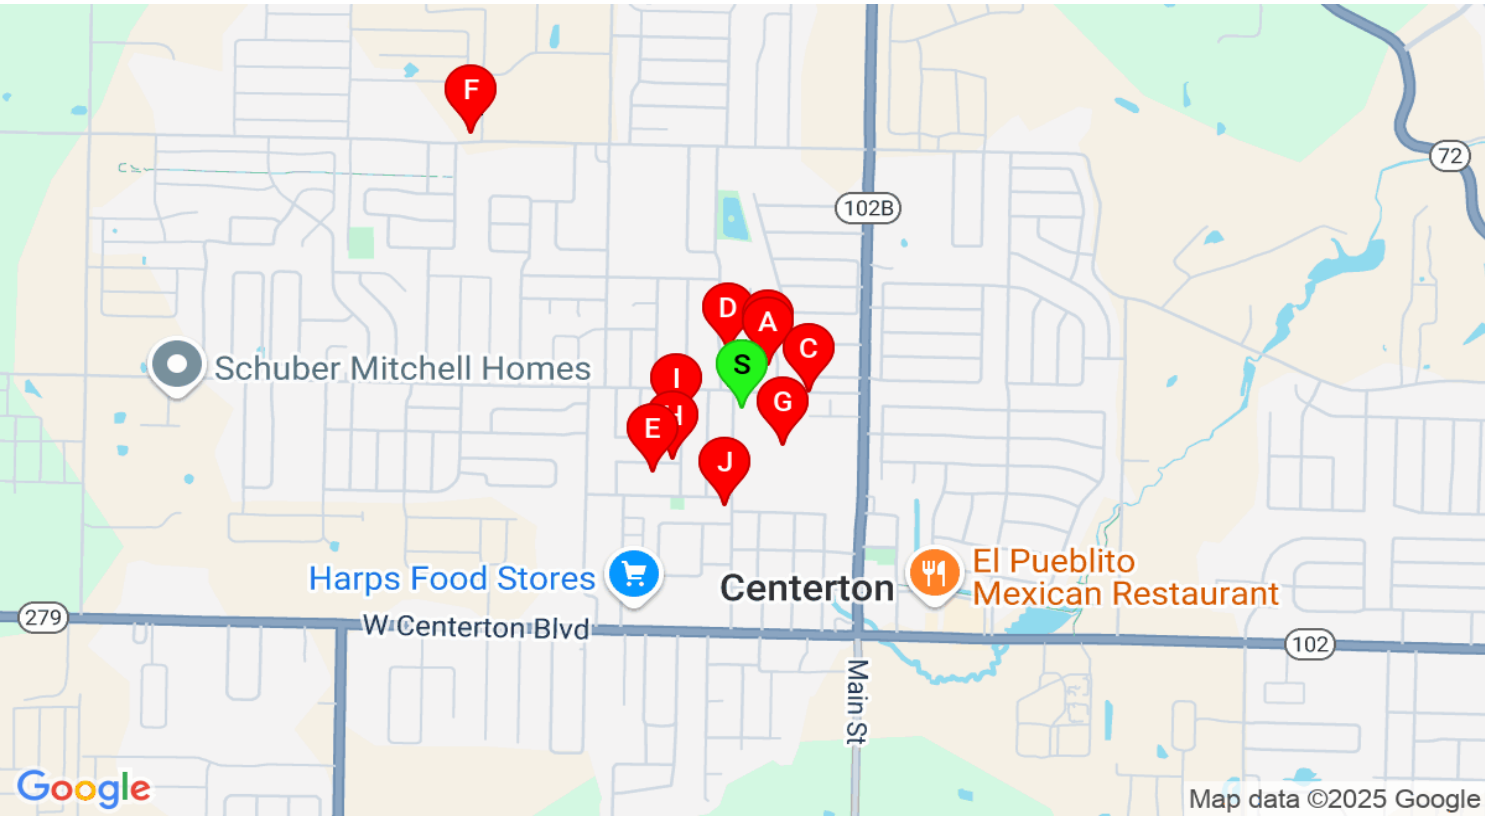 F
72
102B
D
A
C
S
I
G
H
E
J
Schuber Mitchell Homes
Harps Food Stores
Centerton
El Pueblito
Mexican Restaurant
279
W Centerton Blvd
102
Main St
Google
Map data ©2025 Google